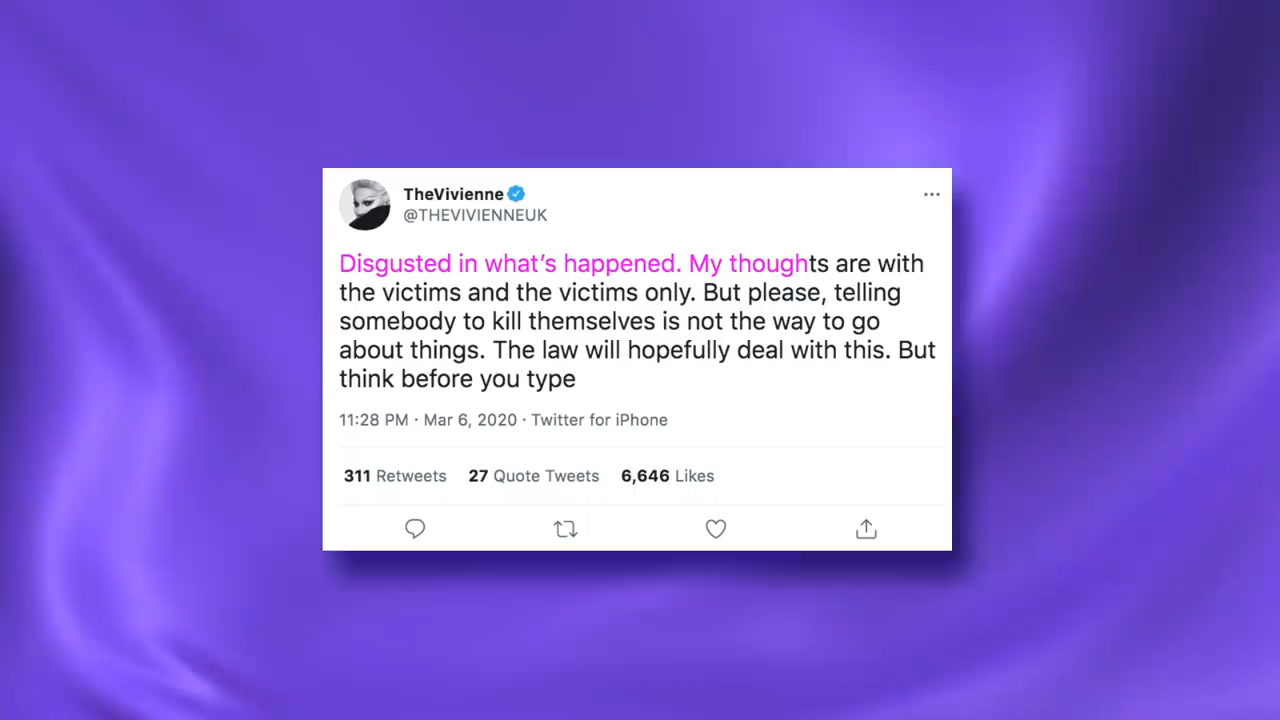 TheVivienne
@THEVIVIENNEUK
Disgusted in what’s happened. My thoughts are with
the victims and the victims only. But please, telling
somebody to kill themselves is not the way to go
about things. The law will hopefully deal with this. But
think before you type
11:28 PM · Mar 6, 2020 · Twitter for iPhone
311 Retweets 27 Quote Tweets 6,646 Likes